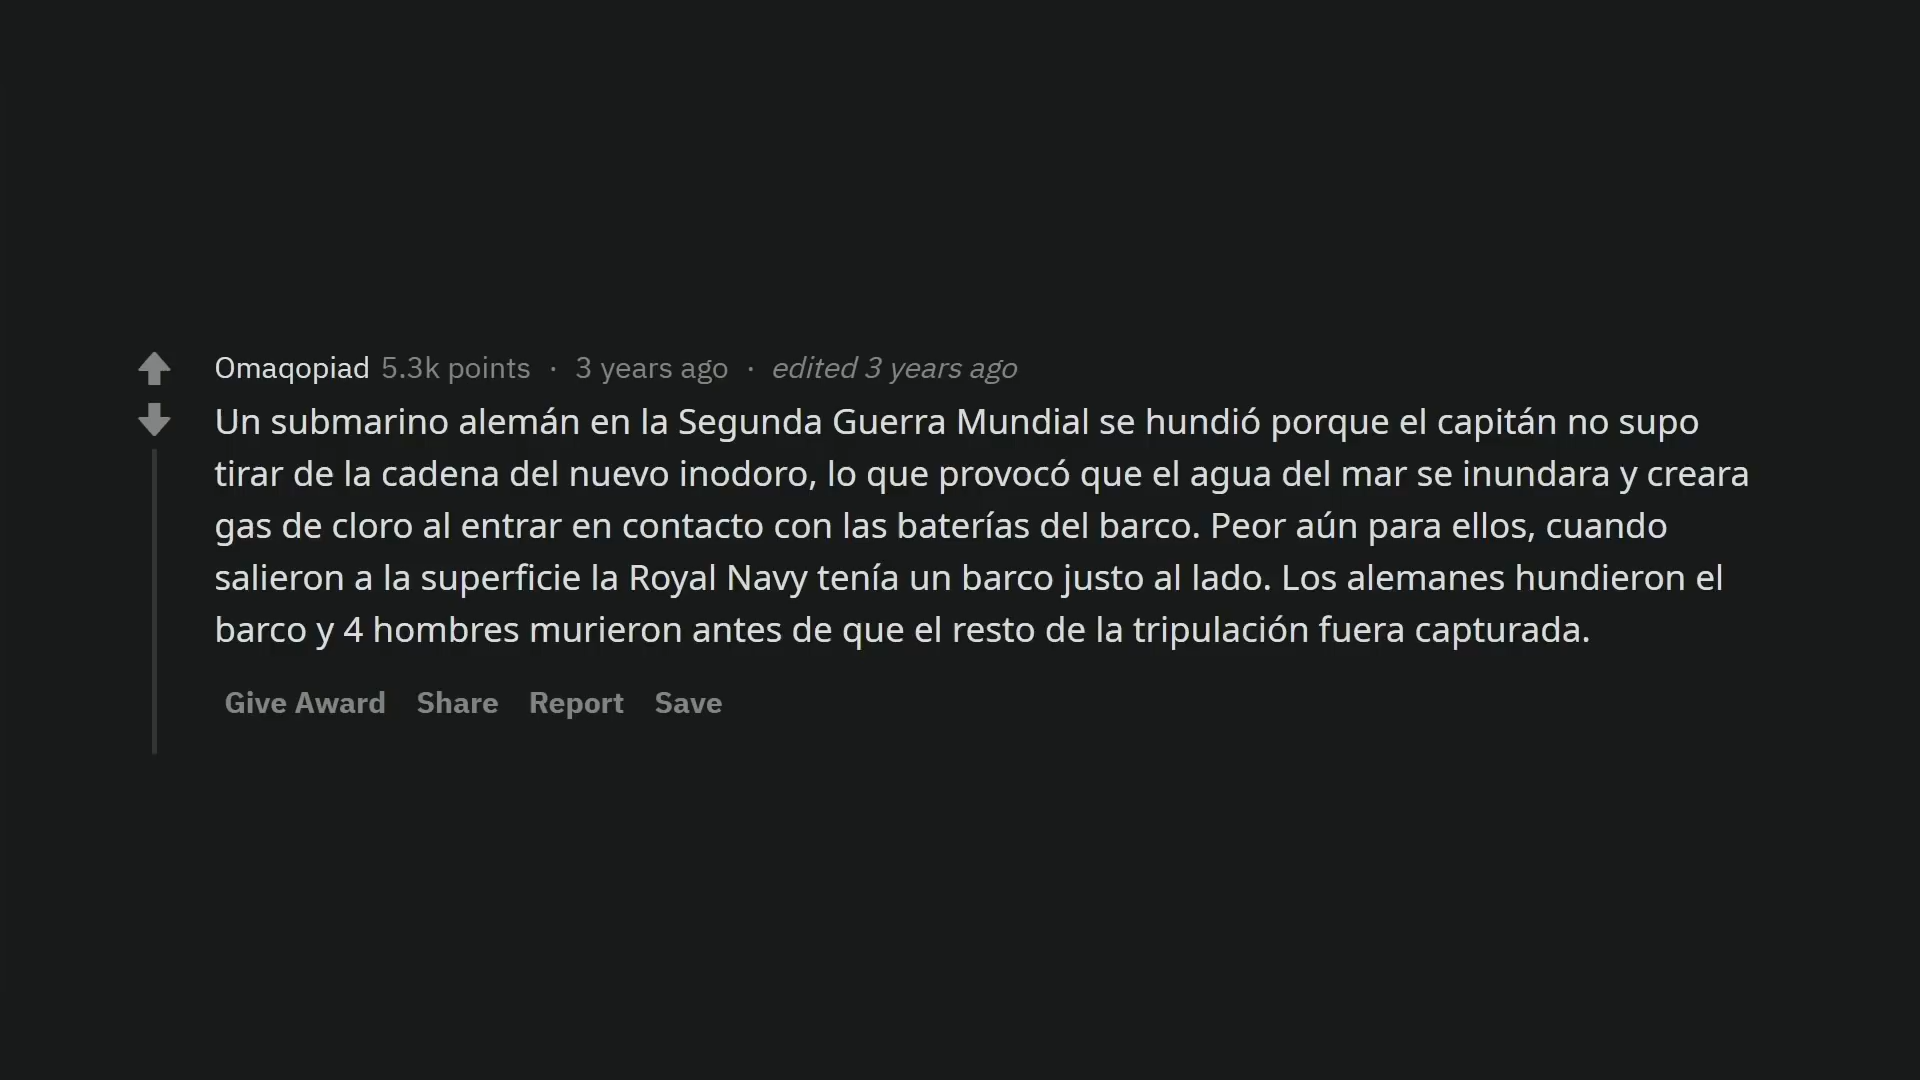 Omaqopiad 5.3k points · 3 years ago · edited 3 years ago
Un submarino alemán en la Segunda Guerra Mundial se hundió porque el capitán no supo
tirar de la cadena del nuevo inodoro, lo que provocó que el agua del mar se inundara y creara
gas de cloro al entrar en contacto con las baterías del barco. Peor aún para ellos, cuando
salieron a la superficie la Royal Navy tenía un barco justo al lado. Los alemanes hundieron el
barco y 4 hombres murieron antes de que el resto de la tripulación fuera capturada.
Give Award Share Report Save